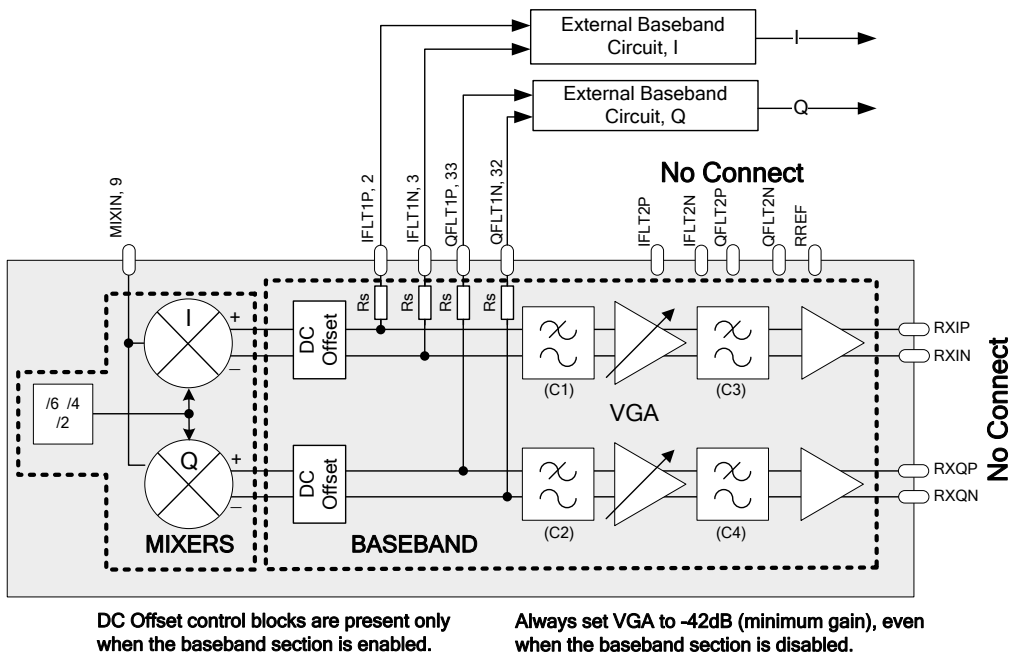 External Baseband
Circuit, I
I
External Baseband
Circuit, Q
Q
No Connect
MIXIN, 9
IFLT1P, 2
IFLT1N, 3
QFLT1P, 33
QFLT1N, 32
IFLT2P
IFLT2N
QFLT2P
QFLT2N
RREF
Rs
Rs
Rs
Rs
I
+
–
DC
Offset
(C1)
(C3)
RXIP
RXIN
/6 /4
/2
VGA
No Connect
Q
+
–
DC
Offset
(C2)
(C4)
RXQP
RXQN
MIXERS
BASEBAND
DC Offset control blocks are present only
when the baseband section is enabled.
Always set VGA to -42dB (minimum gain), even
when the baseband section is disabled.